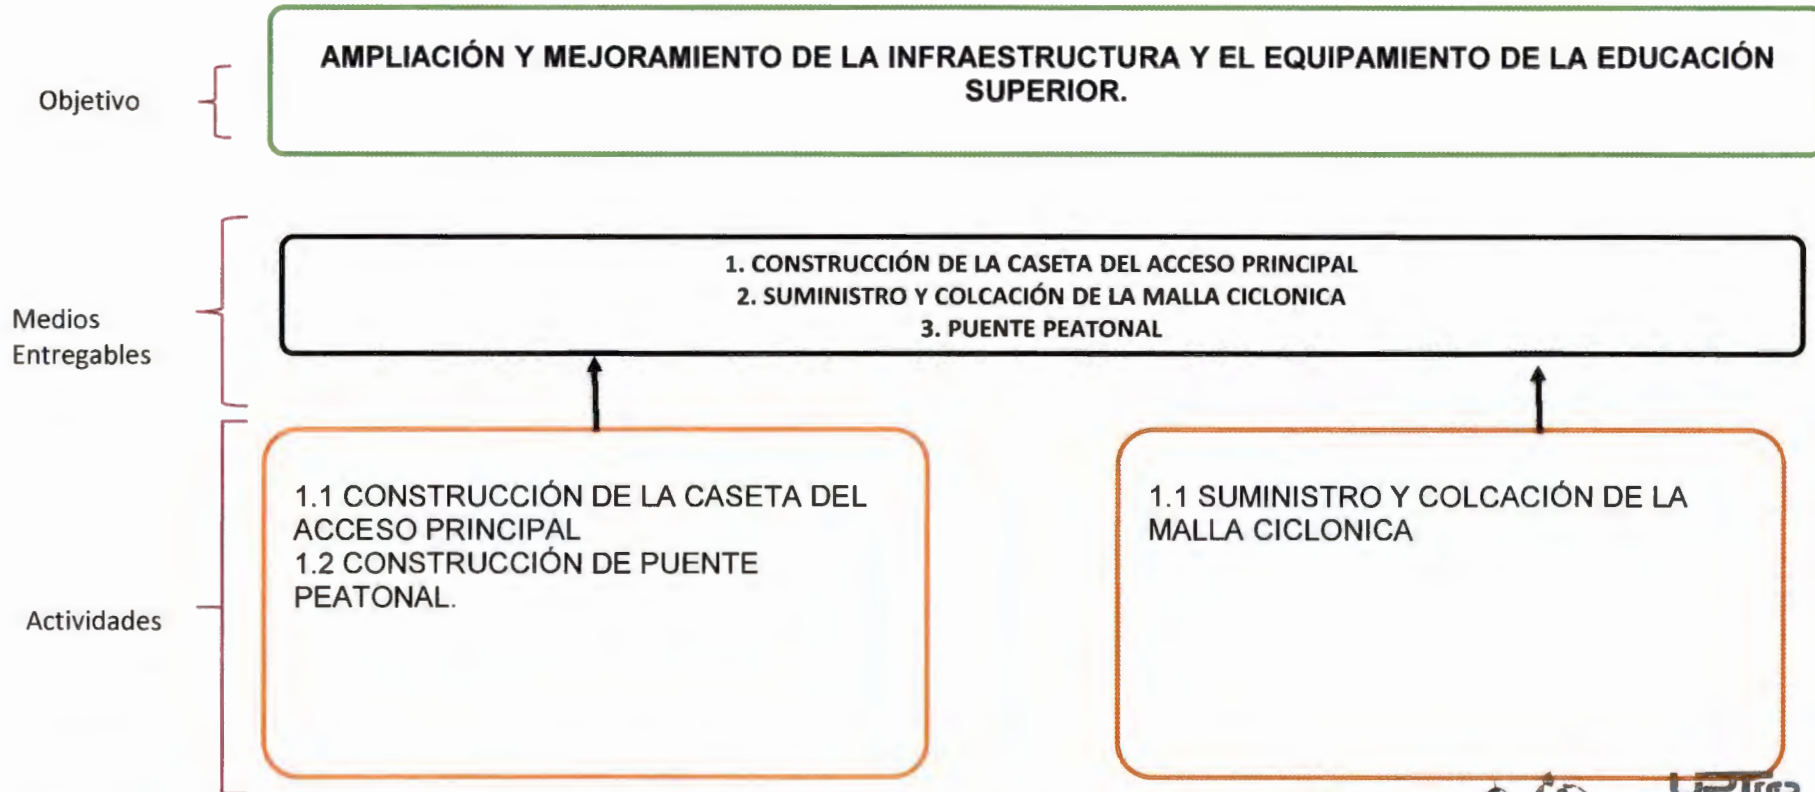 AMPLIACIÓN Y MEJORAMIENTO DE LA INFRAESTRUCTURA Y EL EQUIPAMIENTO DE LA EDUCACIÓN
SUPERIOR.
Objetivo
1. CONSTRUCCIÓN DE LA CASETA DEL ACCESO PRINCIPAL
2. SUMINISTRO Y COLCACIÓN DE LA MALLA CICLONICA
3. PUENTE PEATONAL
Medios
Entregables
1.1 CONSTRUCCIÓN DE LA CASETA DEL
ACCESO PRINCIPAL
1.2 CONSTRUCCIÓN DE PUENTE
PEATONAL.
1.1 SUMINISTRO Y COLCACIÓN DE LA
MALLA CICLONICA
Actividades